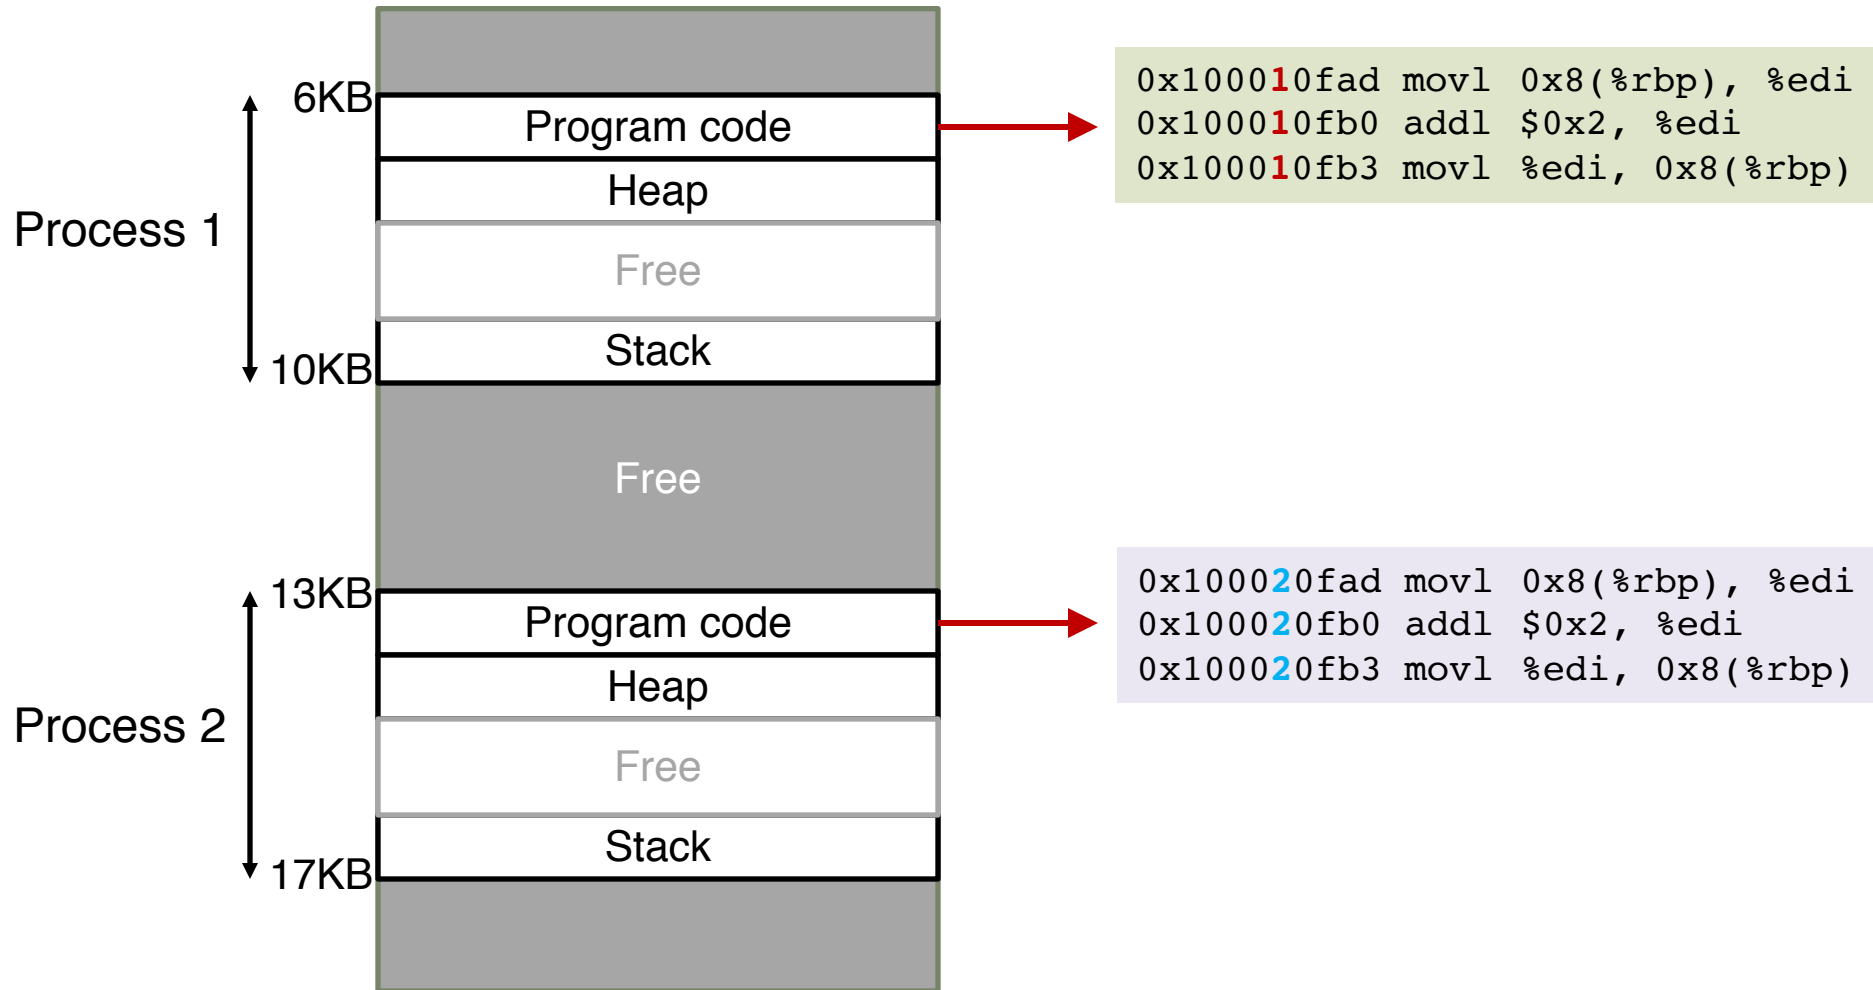 6KB
Program code
Heap
Process 1
Free
Stack
10KB
0x100010fad movl 0x8(%rbp), %edi
0x100010fb0 addl $0x2, %edi
0x100010fb3 movl %edi, 0x8(%rbp)
Free
13KB
Program code
Heap
Process 2
Free
Stack
17KB
0x100020fad movl 0x8(%rbp), %edi
0x100020fb0 addl $0x2, %edi
0x100020fb3 movl %edi, 0x8(%rbp)